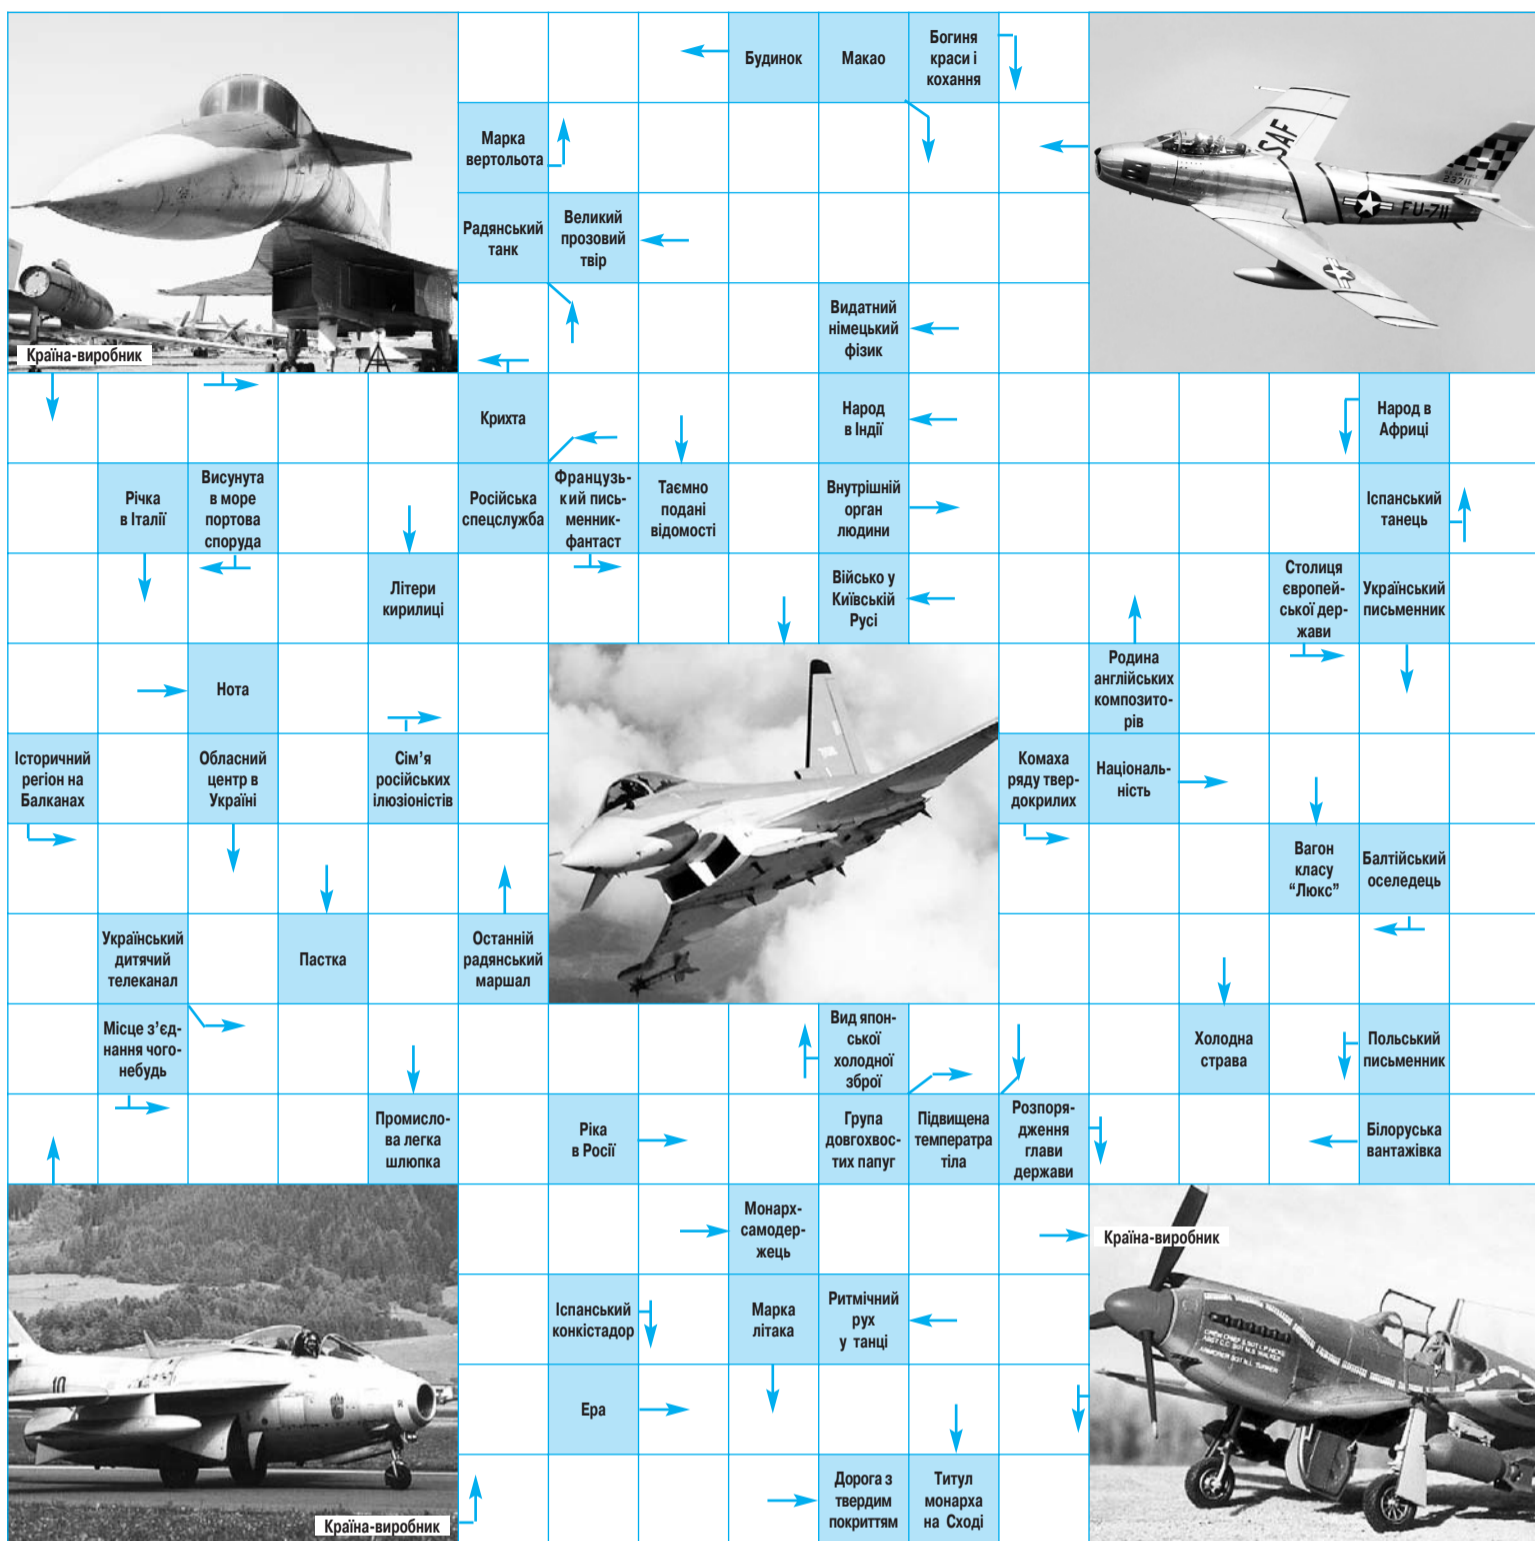 Будинок
Макао
Богиня
краси і
кохання
Марка
вертольота
SAF
23711
FU-711
Радянський
танк
Великий
прозовий
твір
Видатний
німецький
фізик
Країна-виробник
Крихта
Народ
в Індії
Народ в
Африці
Річка
в Італії
Висунута
в море
портова
споруда
Російська
спецслужба
Французь-
кий пись-
менник-
фантаст
Таємно
подані
відомості
Внутрішній
орган
людини
Іспанський
танець
Літери
кирилиці
Військо у
Київській
Русі
Столиця
європей-
ської дер-
жави
Український
письменник
Нота
Родина
англійських
композито-
рів
Історичний
регіон на
Балканах
Обласний
центр в
Україні
Сім’я
російських
ілюзіоністів
Комаха
ряду твер-
докрилих
Національ-
ність
Вагон
класу
“Люкс”
Балтійський
оселедець
Український
дитячий
телеканал
Пастка
Останній
радянський
маршал
Місце з’єд-
нання чого-
небудь
Вид япон-
ської
холодної
зброї
Холодна
страва
Польський
письменник
Промисло-
ва легка
шлюпка
Ріка
в Росії
Група
довгохвос-
тих папуг
Підвищена
температра
тіла
Розпоря-
дження
глави
держави
Білоруська
вантажівка
Монарх-
самодер-
жець
Країна-виробник
Іспанський
конкістадор
Марка
літака
Ритмічний
рух
у танці
10
Ера
Дорога з
твердим
покриттям
Титул
монарха
на Сході
Країна-виробник